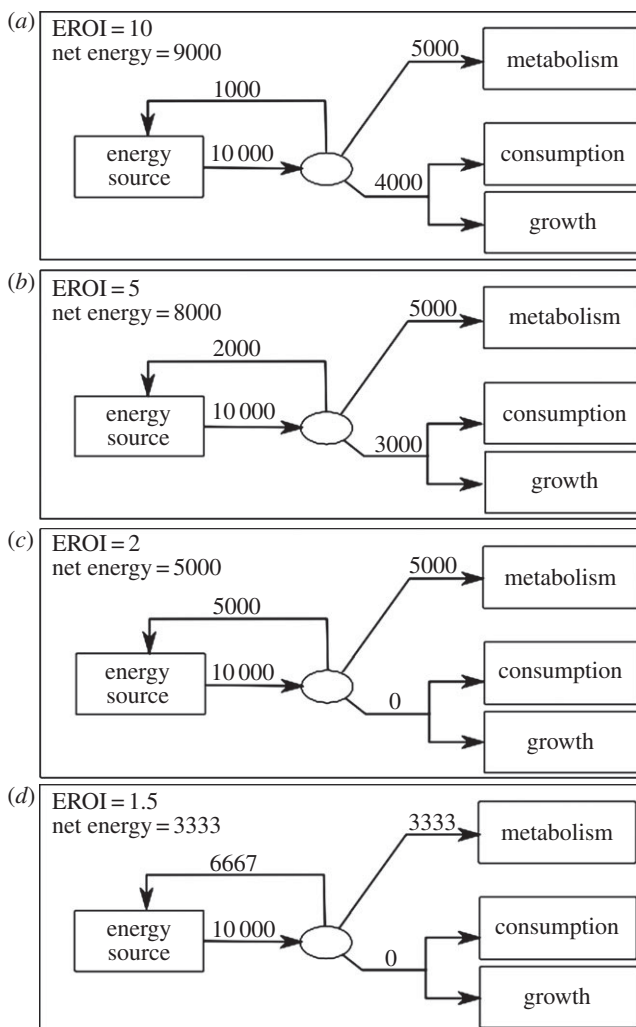 (a)
EROI = 10
net energy = 9000
5000
metabolism
1000
energy
source
10 000
consumption
4000
growth
(b)
EROI = 5
net energy = 8000
5000
metabolism
2000
energy
source
10 000
consumption
3000
growth
(c)
EROI = 2
net energy = 5000
5000
metabolism
5000
energy
source
10 000
consumption
0
growth
(d)
EROI = 1.5
net energy = 3333
3333
metabolism
6667
energy
source
10 000
consumption
0
growth